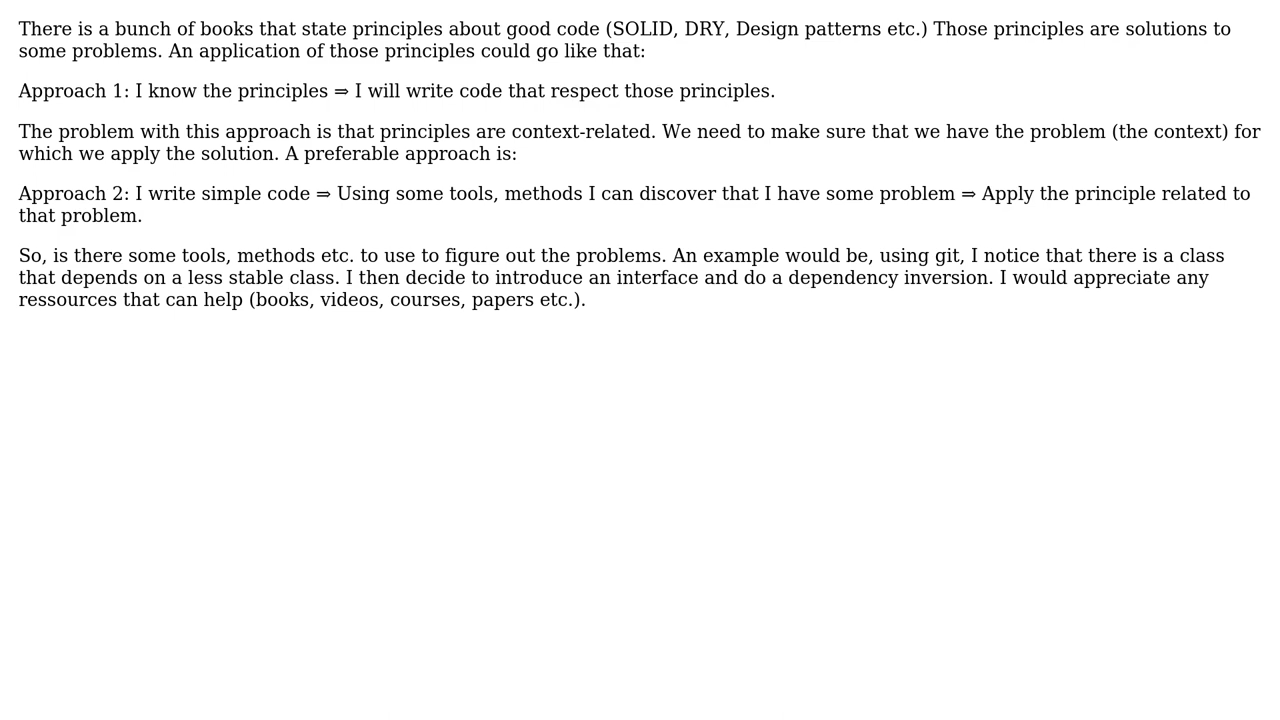 There is a bunch of books that state principles about good code (SOLID, DRY, Design patterns etc.) Those principles are solutions to
some problems. An application of those principles could go like that:
Approach 1: I know the principles ⇒ I will write code that respect those principles.
The problem with this approach is that principles are context-related. We need to make sure that we have the problem (the context) for
which we apply the solution. A preferable approach is:
Approach 2: I write simple code ⇒ Using some tools, methods I can discover that I have some problem ⇒ Apply the principle related to
that problem.
So, is there some tools, methods etc. to use to figure out the problems. An example would be, using git, I notice that there is a class
that depends on a less stable class. I then decide to introduce an interface and do a dependency inversion. I would appreciate any
ressources that can help (books, videos, courses, papers etc.).